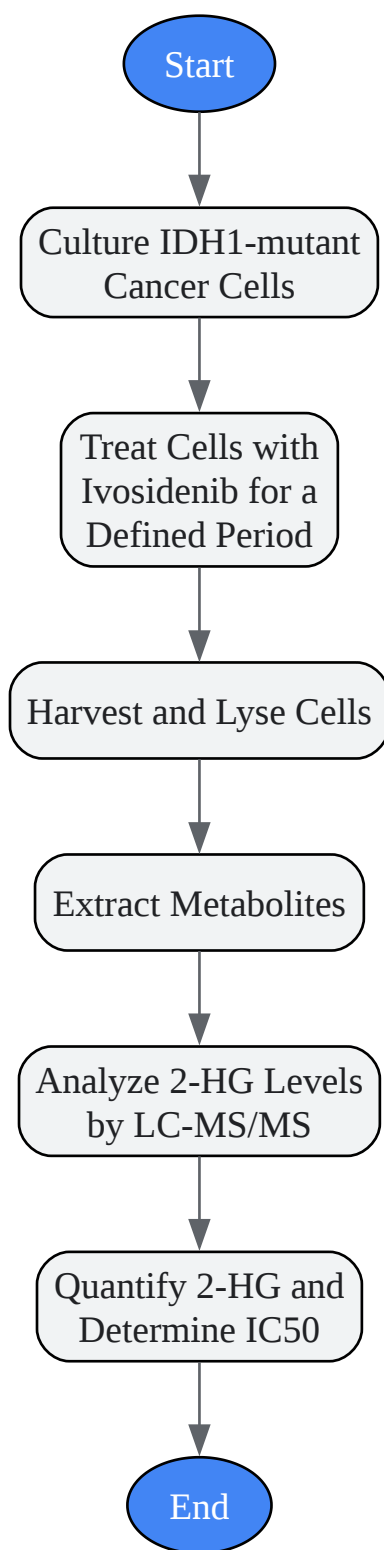 Start
Culture IDH1-mutant
Cancer Cells
Treat Cells with
Ivosidenib for a
Defined Period
Harvest and Lyse Cells
Extract Metabolites
Analyze 2-HG Levels
by LC-MS/MS
Quantify 2-HG and
Determine IC50
End